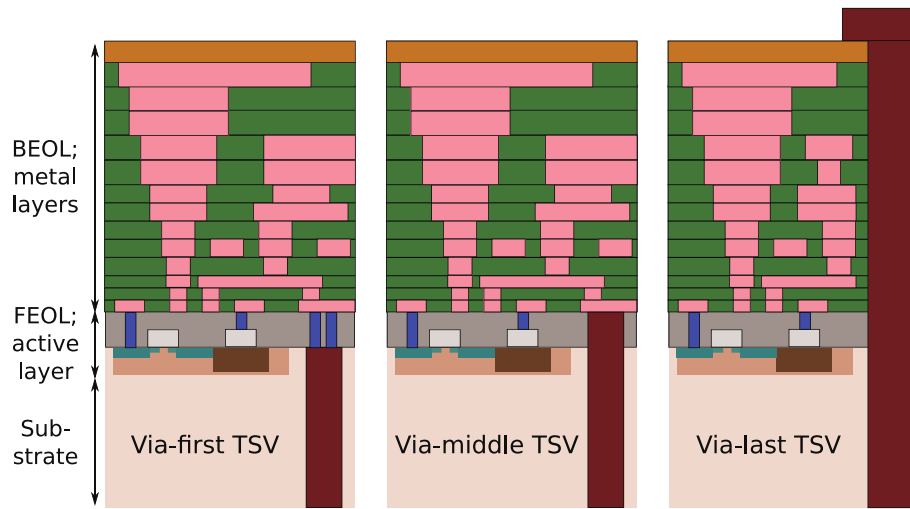 BEOL;
metal
layers
FEOL;
active
layer
Sub-
strate
Via-first TSV
Via-middle TSV
Via-last TSV